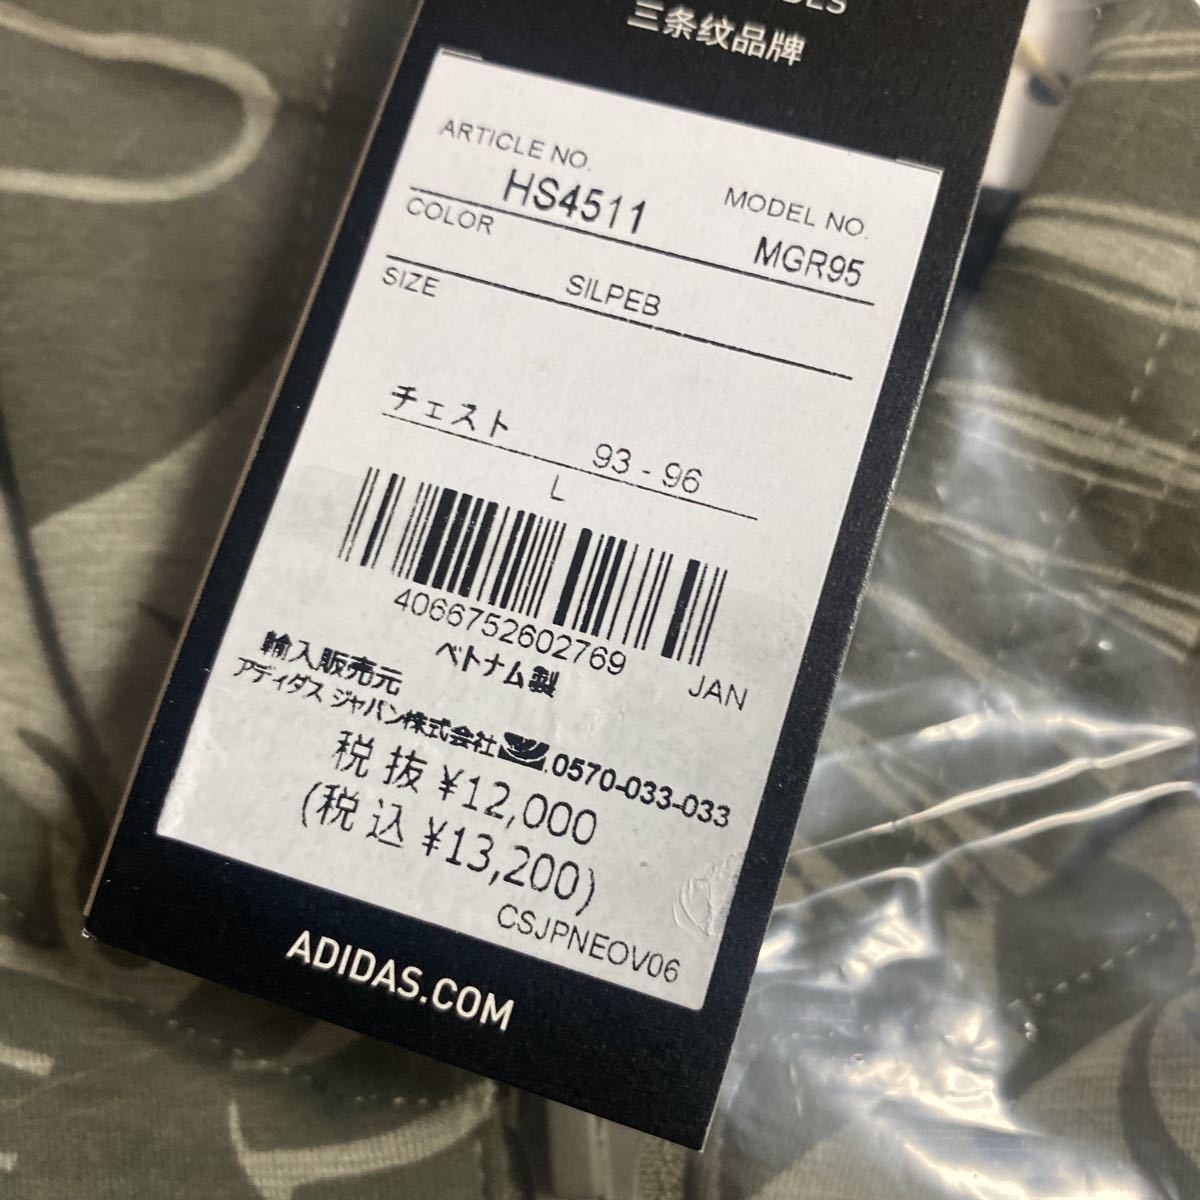 三条纹品牌
ARTICLE NO.
HS4511
MODEL NO.
MGR95
COLOR
SILPEB
SIZE
チェスト 93 - 96
L
4066752602769
JAN
ベトナム製
輸入販売元
アディダス ジャパン株式会社 0570-033-033
税 抜 ¥12,000
(税 込 ¥13,200)
CSJPNEOV06
ADIDAS.COM